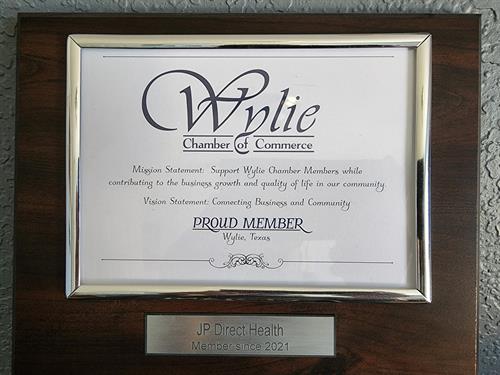 Wylie
Chamber of Commerce
Mission Statement: Support Wylie Chamber Members while
contributing to the business growth and quality of life in our community
Vision Statement: Connecting Business and Community
PROUD MEMBER
Wylie, Texas
JP Direct Health
Member since 2021